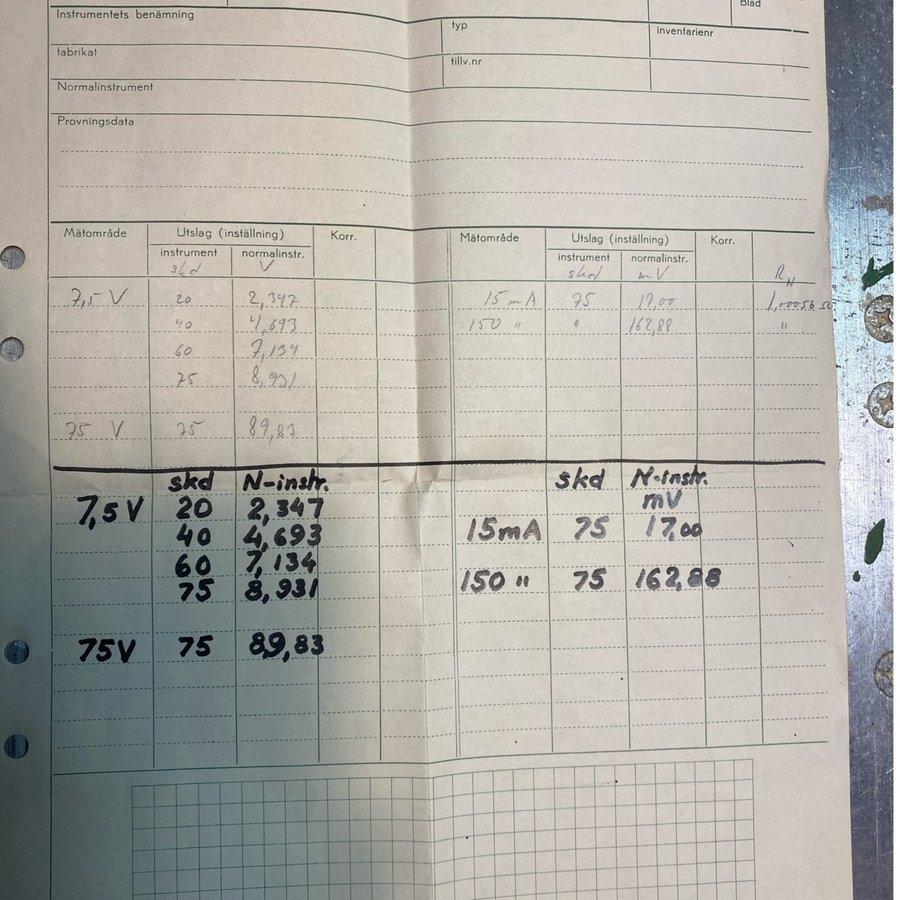 Blad
Instrumentets benämning
typ
inventarienr
fabrikat
tillv.nr
Normalinstrument
Provningsdata
Mätområde Utslag (inställning) Korr. Mätområde Utslag (inställning) Korr.
instrument normalinstr. instrument normalinstr.
skd V skd mV RN
7,5 V 20 2,347 15 mA 75 17,00 1,00056 Ω
40 4,693 150 " " 162,88 "
60 7,134
75 8,931
75 V 75 89,83
skd N-instr. skd N-instr.
mV
7,5 V 20 2,347 15mA 75 17,00
40 4,693
60 7,134 150 " 75 162,88
75 8,931
75V 75 89,83